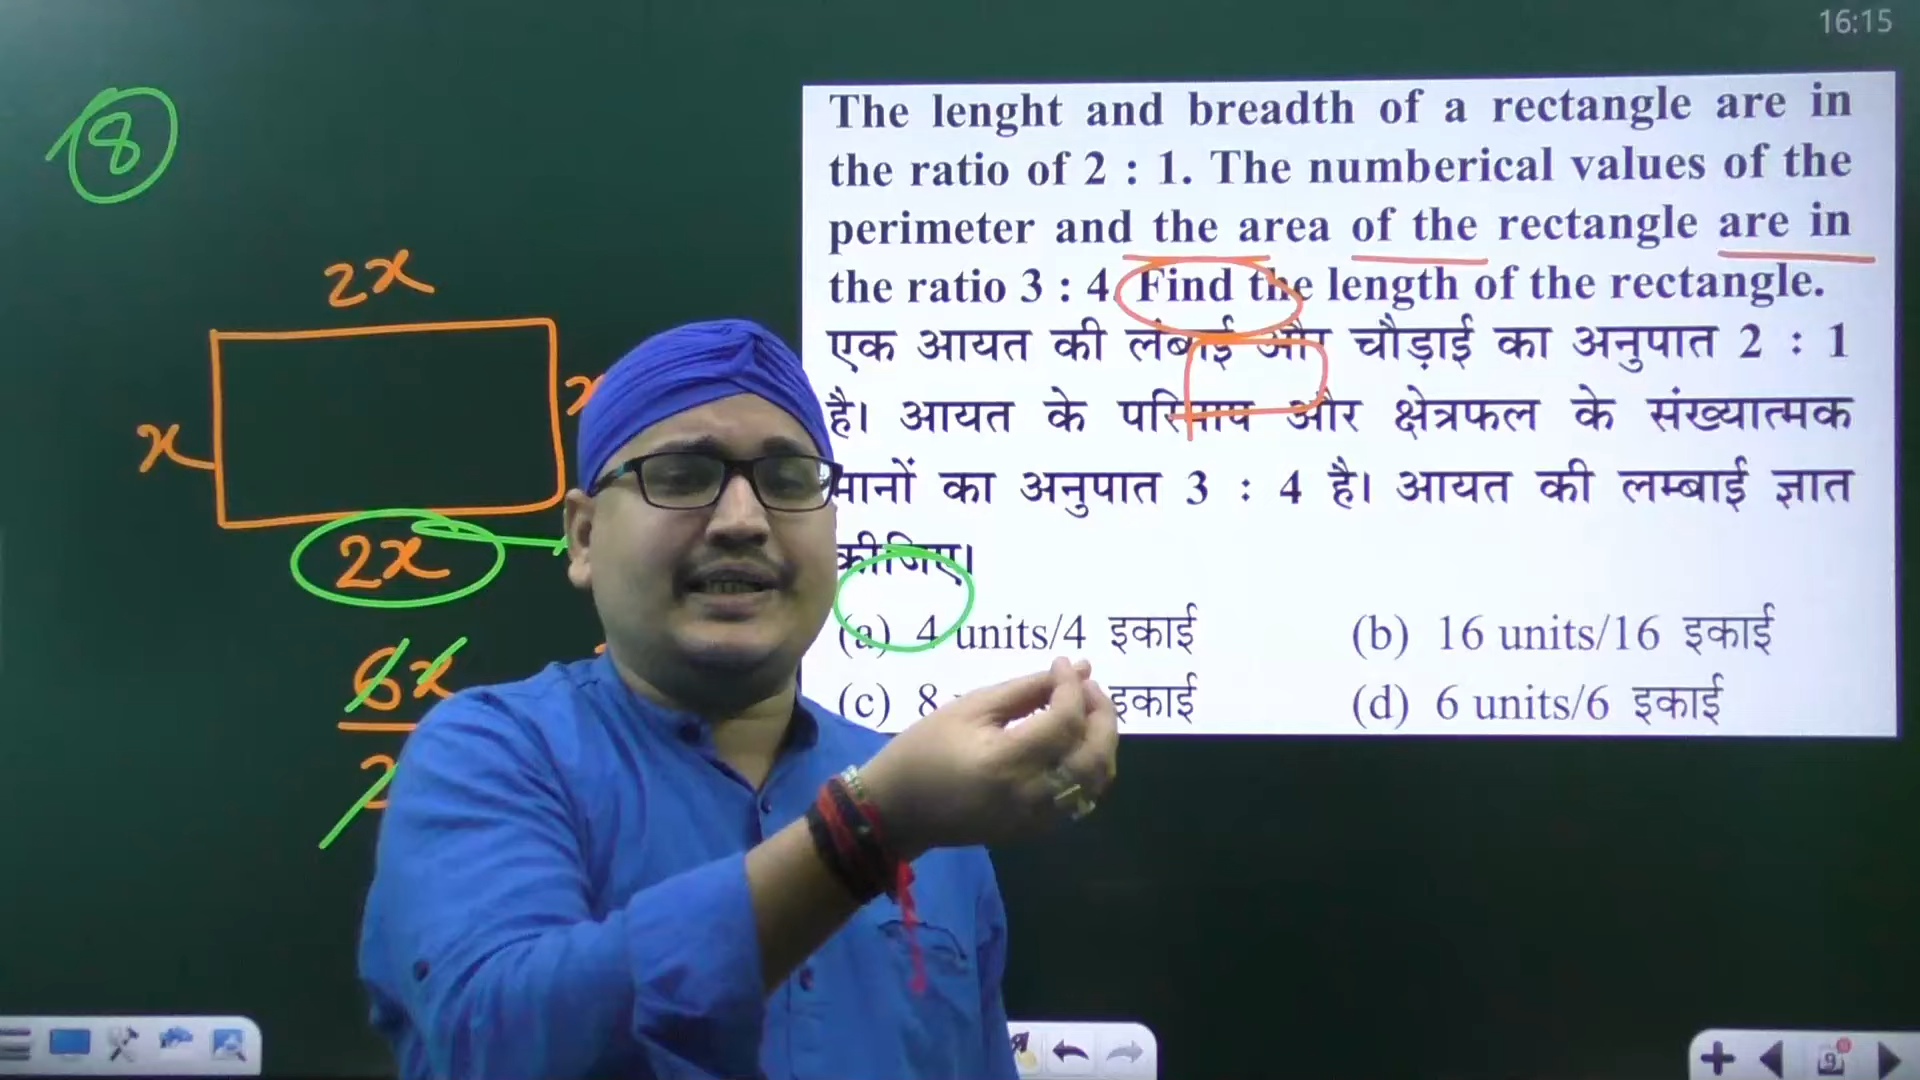 16:15
8
The lenght and breadth of a rectangle are in
the ratio of 2 : 1. The numberical values of the
perimeter and the area of the rectangle are in
the ratio 3 : 4. Find the length of the rectangle.
एक आयत की लंबाई और चौड़ाई का अनुपात 2 : 1
है। आयत के परिमाप और क्षेत्रफल के संख्यात्मक
मानों का अनुपात 3 : 4 है। आयत की लम्बाई ज्ञात
कीजिए।
(a) 4 units/4 इकाई (b) 16 units/16 इकाई
(c) 8 इकाई (d) 6 units/6 इकाई
2x
x
2x
6x
9